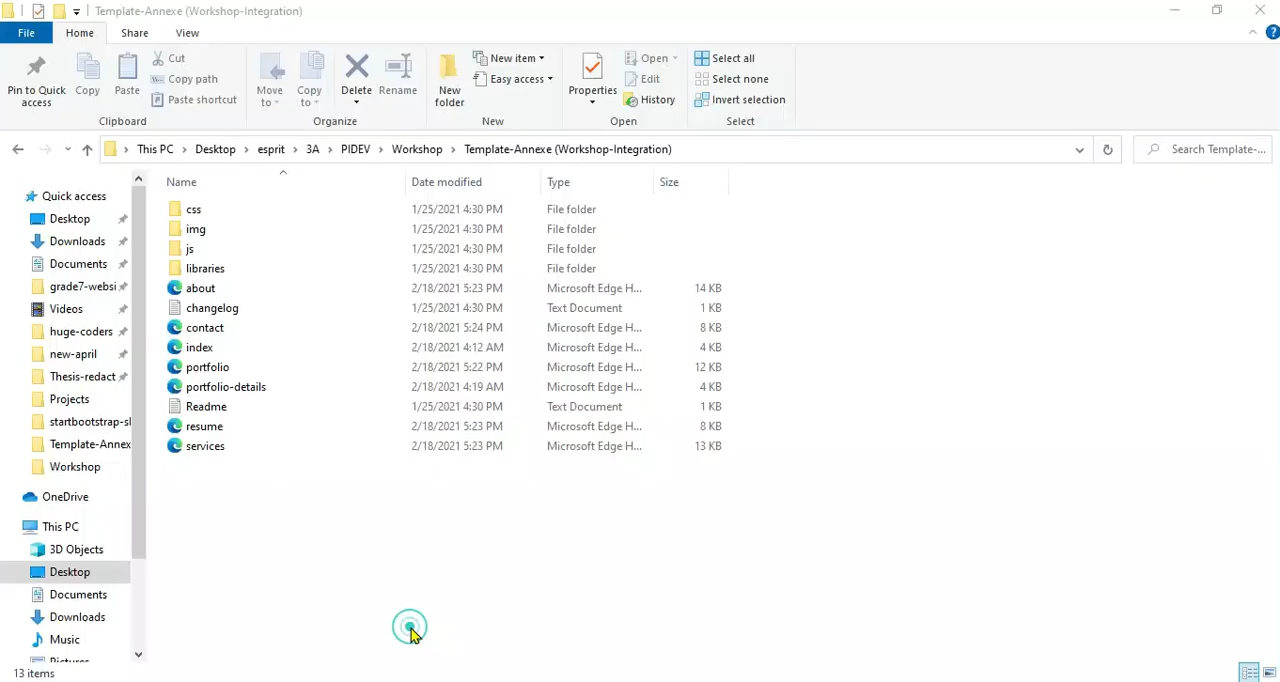 Template-Annexe (Workshop-Integration)
File Home Share View
Pin to Quick access
Copy
Paste
Cut
Copy path
Paste shortcut
Clipboard
Move to
Copy to
Delete
Rename
Organize
New folder
New item
Easy access
New
Properties
Open
Edit
History
Open
Select all
Select none
Invert selection
Select
This PC > Desktop > esprit > 3A > PIDEV > Workshop > Template-Annexe (Workshop-Integration)
Search Template-...
Name Date modified Type Size
css 1/25/2021 4:30 PM File folder
img 1/25/2021 4:30 PM File folder
js 1/25/2021 4:30 PM File folder
libraries 1/25/2021 4:30 PM File folder
about 2/18/2021 5:23 PM Microsoft Edge H... 14 KB
changelog 1/25/2021 4:30 PM Text Document 1 KB
contact 2/18/2021 5:24 PM Microsoft Edge H... 8 KB
index 2/18/2021 4:12 AM Microsoft Edge H... 4 KB
portfolio 2/18/2021 5:22 PM Microsoft Edge H... 12 KB
portfolio-details 2/18/2021 4:19 AM Microsoft Edge H... 4 KB
Readme 1/25/2021 4:30 PM Text Document 1 KB
resume 2/18/2021 5:23 PM Microsoft Edge H... 8 KB
services 2/18/2021 5:23 PM Microsoft Edge H... 13 KB
Quick access
Desktop
Downloads
Documents
grade7-websi
Videos
huge-coders
new-april
Thesis-redact
Projects
startbootstrap-sl
Template-Annex
Workshop
OneDrive
This PC
3D Objects
Desktop
Documents
Downloads
Music
Pictures
13 items